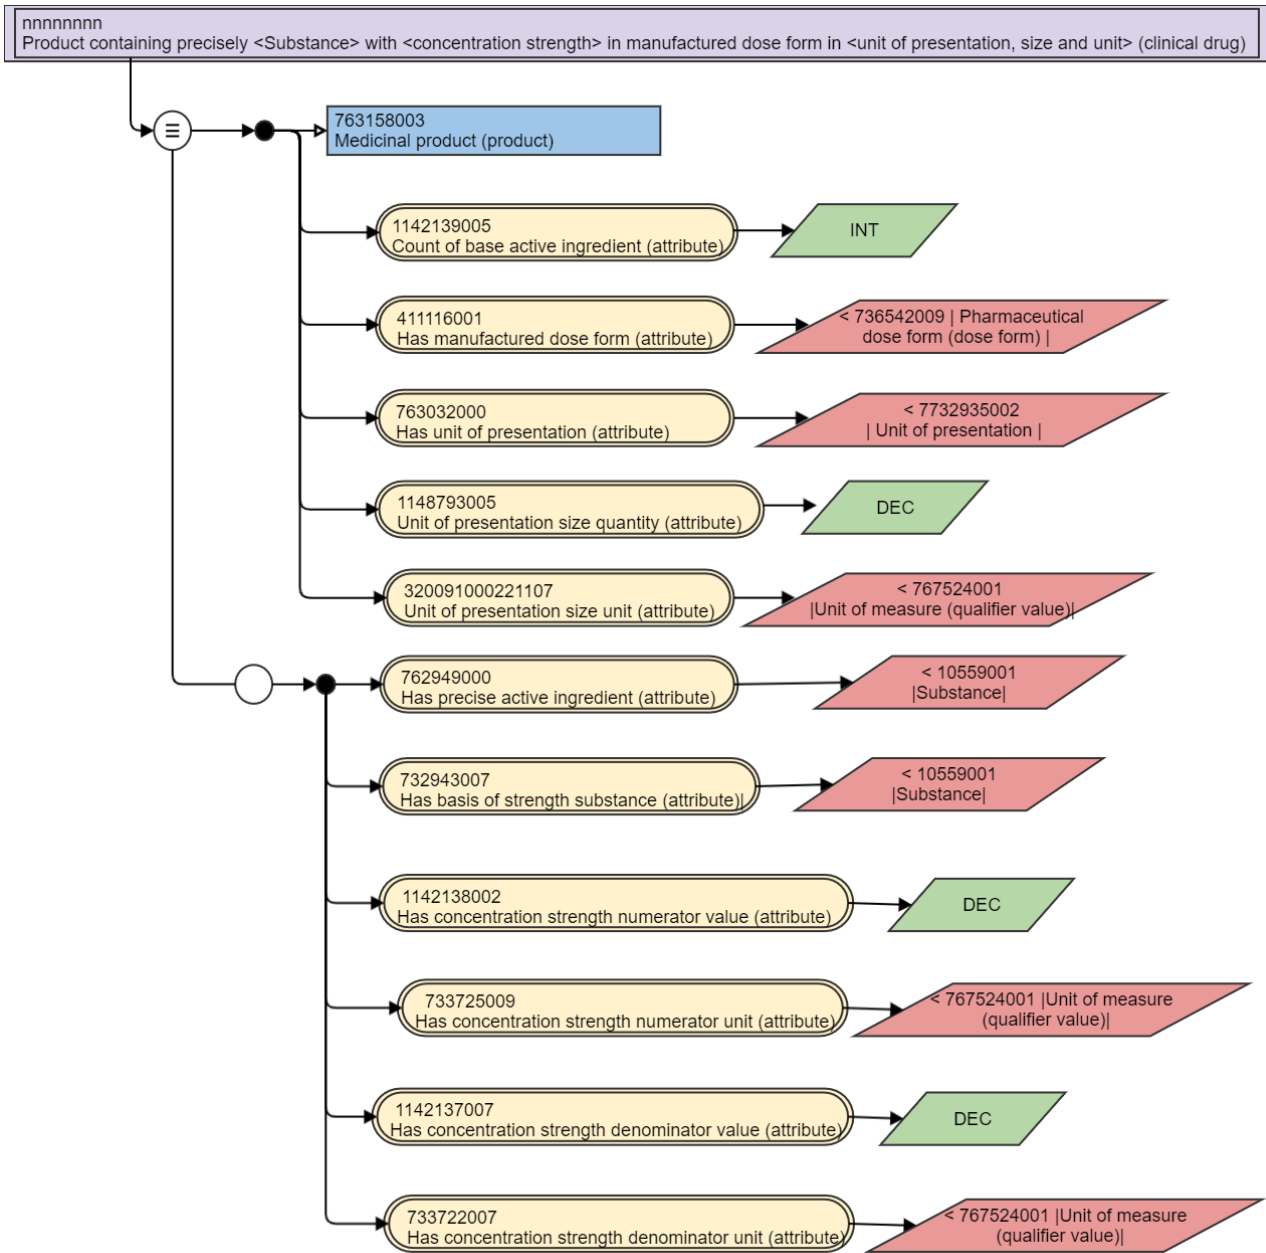 nnnnnnnn
Product containing precisely <Substance> with <concentration strength> in manufactured dose form in <unit of presentation, size and unit> (clinical drug)
763158003
Medicinal product (product)
1142139005
Count of base active ingredient (attribute)
INT
411116001
Has manufactured dose form (attribute)
< 736542009 | Pharmaceutical
dose form (dose form) |
763032000
Has unit of presentation (attribute)
< 7732935002
| Unit of presentation |
1148793005
Unit of presentation size quantity (attribute)
DEC
320091000221107
Unit of presentation size unit (attribute)
< 767524001
|Unit of measure (qualifier value)|
762949000
Has precise active ingredient (attribute)
< 10559001
|Substance|
732943007
Has basis of strength substance (attribute)|
< 10559001
|Substance|
1142138002
Has concentration strength numerator value (attribute)
DEC
733725009
Has concentration strength numerator unit (attribute)
< 767524001 |Unit of measure
(qualifier value)|
1142137007
Has concentration strength denominator value (attribute)
DEC
733722007
Has concentration strength denominator unit (attribute)
< 767524001 |Unit of measure
(qualifier value)|